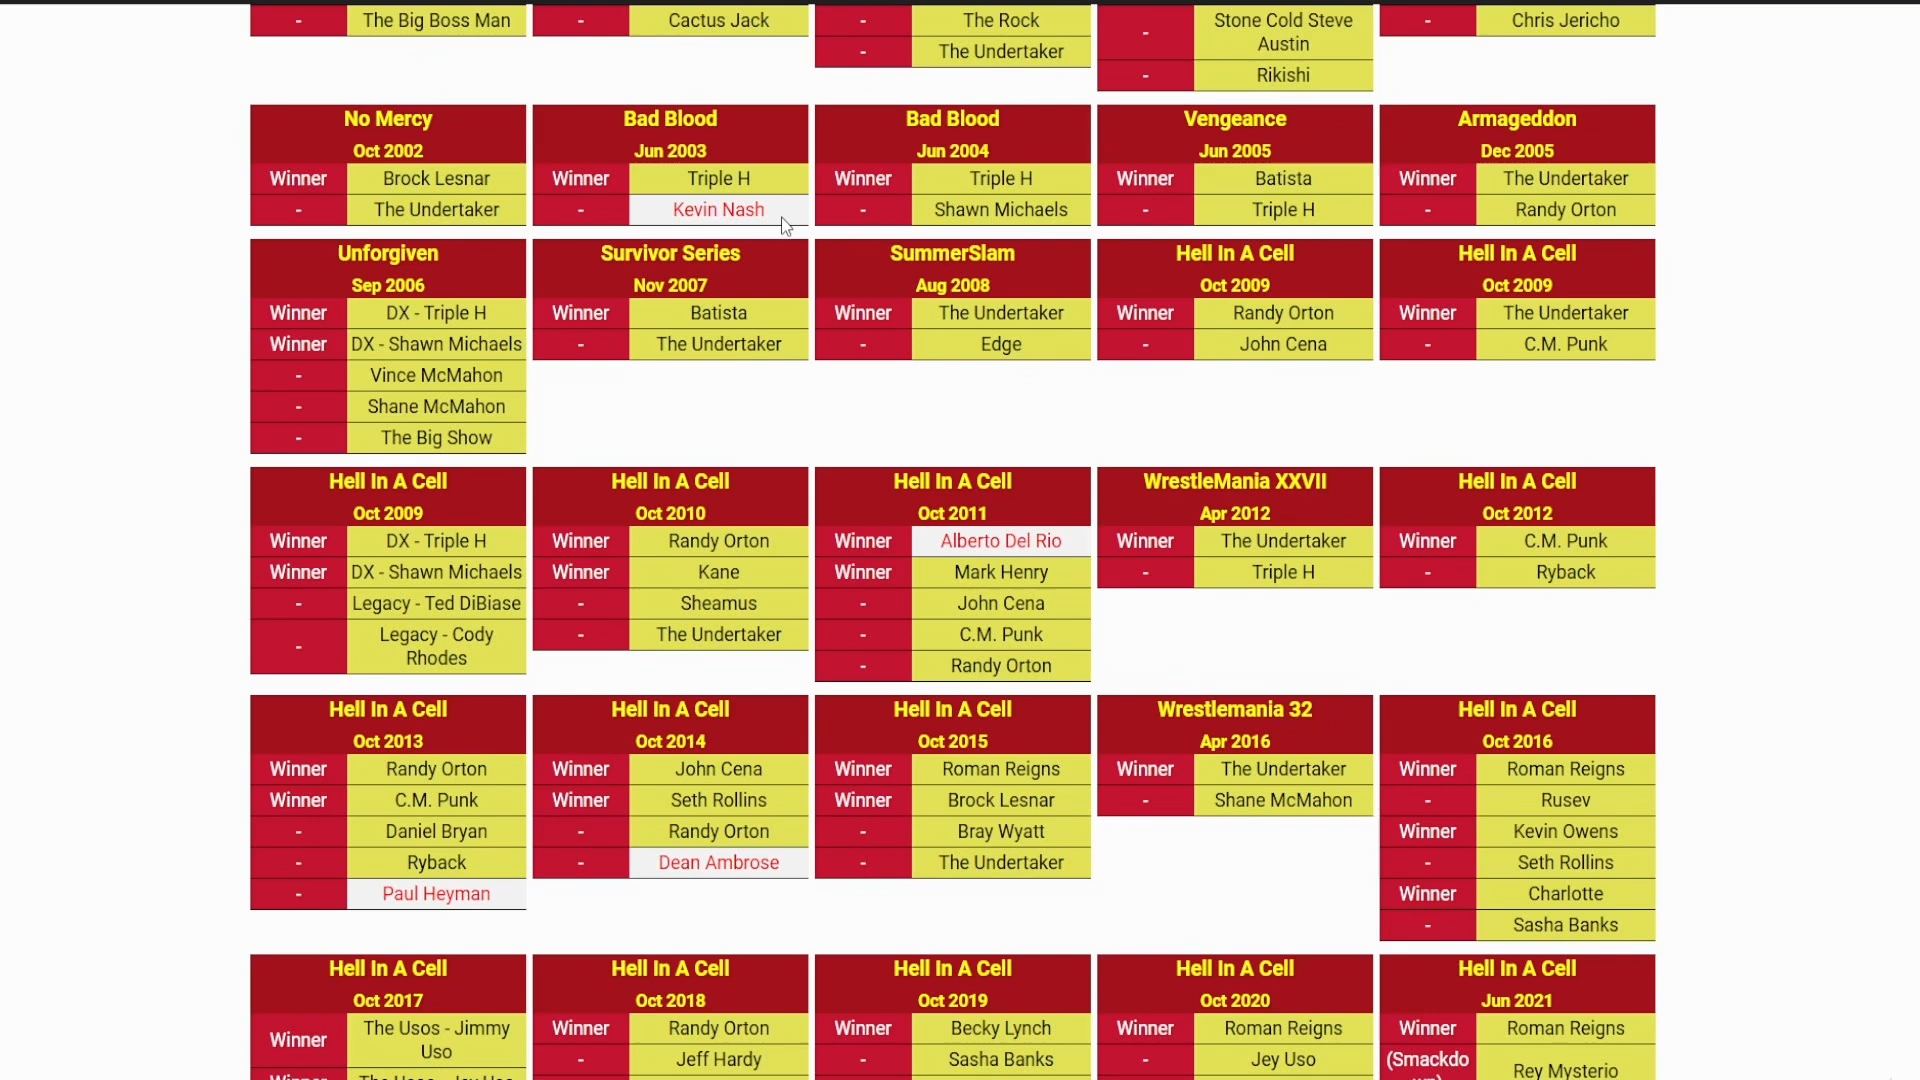 - The Big Boss Man
- Cactus Jack
- The Rock
- The Undertaker
- Stone Cold Steve
Austin
- Rikishi
- Chris Jericho
No Mercy
Oct 2002
Winner Brock Lesnar
- The Undertaker
Bad Blood
Jun 2003
Winner Triple H
- Kevin Nash
Bad Blood
Jun 2004
Winner Triple H
- Shawn Michaels
Vengeance
Jun 2005
Winner Batista
- Triple H
Armageddon
Dec 2005
Winner The Undertaker
- Randy Orton
Unforgiven
Sep 2006
Winner DX - Triple H
Winner DX - Shawn Michaels
- Vince McMahon
- Shane McMahon
- The Big Show
Survivor Series
Nov 2007
Winner Batista
- The Undertaker
SummerSlam
Aug 2008
Winner The Undertaker
- Edge
Hell In A Cell
Oct 2009
Winner Randy Orton
- John Cena
Hell In A Cell
Oct 2009
Winner The Undertaker
- C.M. Punk
Hell In A Cell
Oct 2009
Winner DX - Triple H
Winner DX - Shawn Michaels
- Legacy - Ted DiBiase
- Legacy - Cody
Rhodes
Hell In A Cell
Oct 2010
Winner Randy Orton
Winner Kane
- Sheamus
- The Undertaker
Hell In A Cell
Oct 2011
Winner Alberto Del Rio
Winner Mark Henry
- John Cena
- C.M. Punk
- Randy Orton
WrestleMania XXVII
Apr 2012
Winner The Undertaker
- Triple H
Hell In A Cell
Oct 2012
Winner C.M. Punk
- Ryback
Hell In A Cell
Oct 2013
Winner Randy Orton
Winner C.M. Punk
- Daniel Bryan
- Ryback
- Paul Heyman
Hell In A Cell
Oct 2014
Winner John Cena
Winner Seth Rollins
- Randy Orton
- Dean Ambrose
Hell In A Cell
Oct 2015
Winner Roman Reigns
Winner Brock Lesnar
- Bray Wyatt
- The Undertaker
Wrestlemania 32
Apr 2016
Winner The Undertaker
- Shane McMahon
Hell In A Cell
Oct 2016
Winner Roman Reigns
- Rusev
Winner Kevin Owens
- Seth Rollins
Winner Charlotte
- Sasha Banks
Hell In A Cell
Oct 2017
Winner The Usos - Jimmy
Uso
Hell In A Cell
Oct 2018
Winner Randy Orton
- Jeff Hardy
Hell In A Cell
Oct 2019
Winner Becky Lynch
- Sasha Banks
Hell In A Cell
Oct 2020
Winner Roman Reigns
- Jey Uso
Hell In A Cell
Jun 2021
Winner Roman Reigns
(Smackdo Rey Mysterio